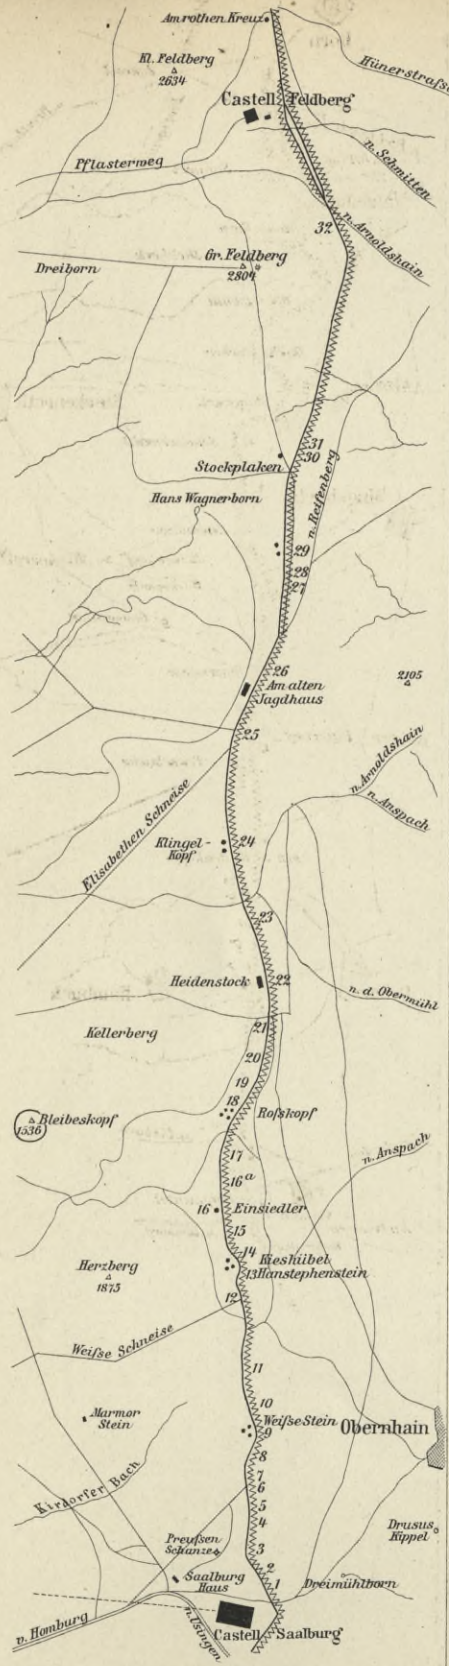 Am rothen Kreuz
Kl. Feldberg
2634
Hünerstraſse
Castell Feldberg
Pflasterweg
n. Schmitten
32
n. Arnoldshain
Gr. Feldberg
2804
Dreiborn
31
Stockplaken
30
n. Reifenberg
Hans Wagnerborn
29
28
27
26
Am alten
Jagdhaus
2105
25
n. Arnoldshain
n. Anspach
Elisabethen Schneise
Klingel-
Kopf
24
23
Heidenstock
22
n. d. Obermühl
21
Kellerberg
20
19
18
Roſskopf
Bleibeskopf
1536
17
n. Anspach
16a
16
Einsiedler
15
14
Kieshübel
13
Hanstephenstein
Herzberg
1875
12
Weiſse Schneise
11
10
Marmor
Stein
Weiſse Stein
9
Obernhain
8
7
6
Kirdorfer Bach
5
4
Drusus
Kippel
3
Preuſsen
Schanze
2
Saalburg
Haus
1
Dreimühlborn
v. Homburg
n. Usingen
Castell Saalburg